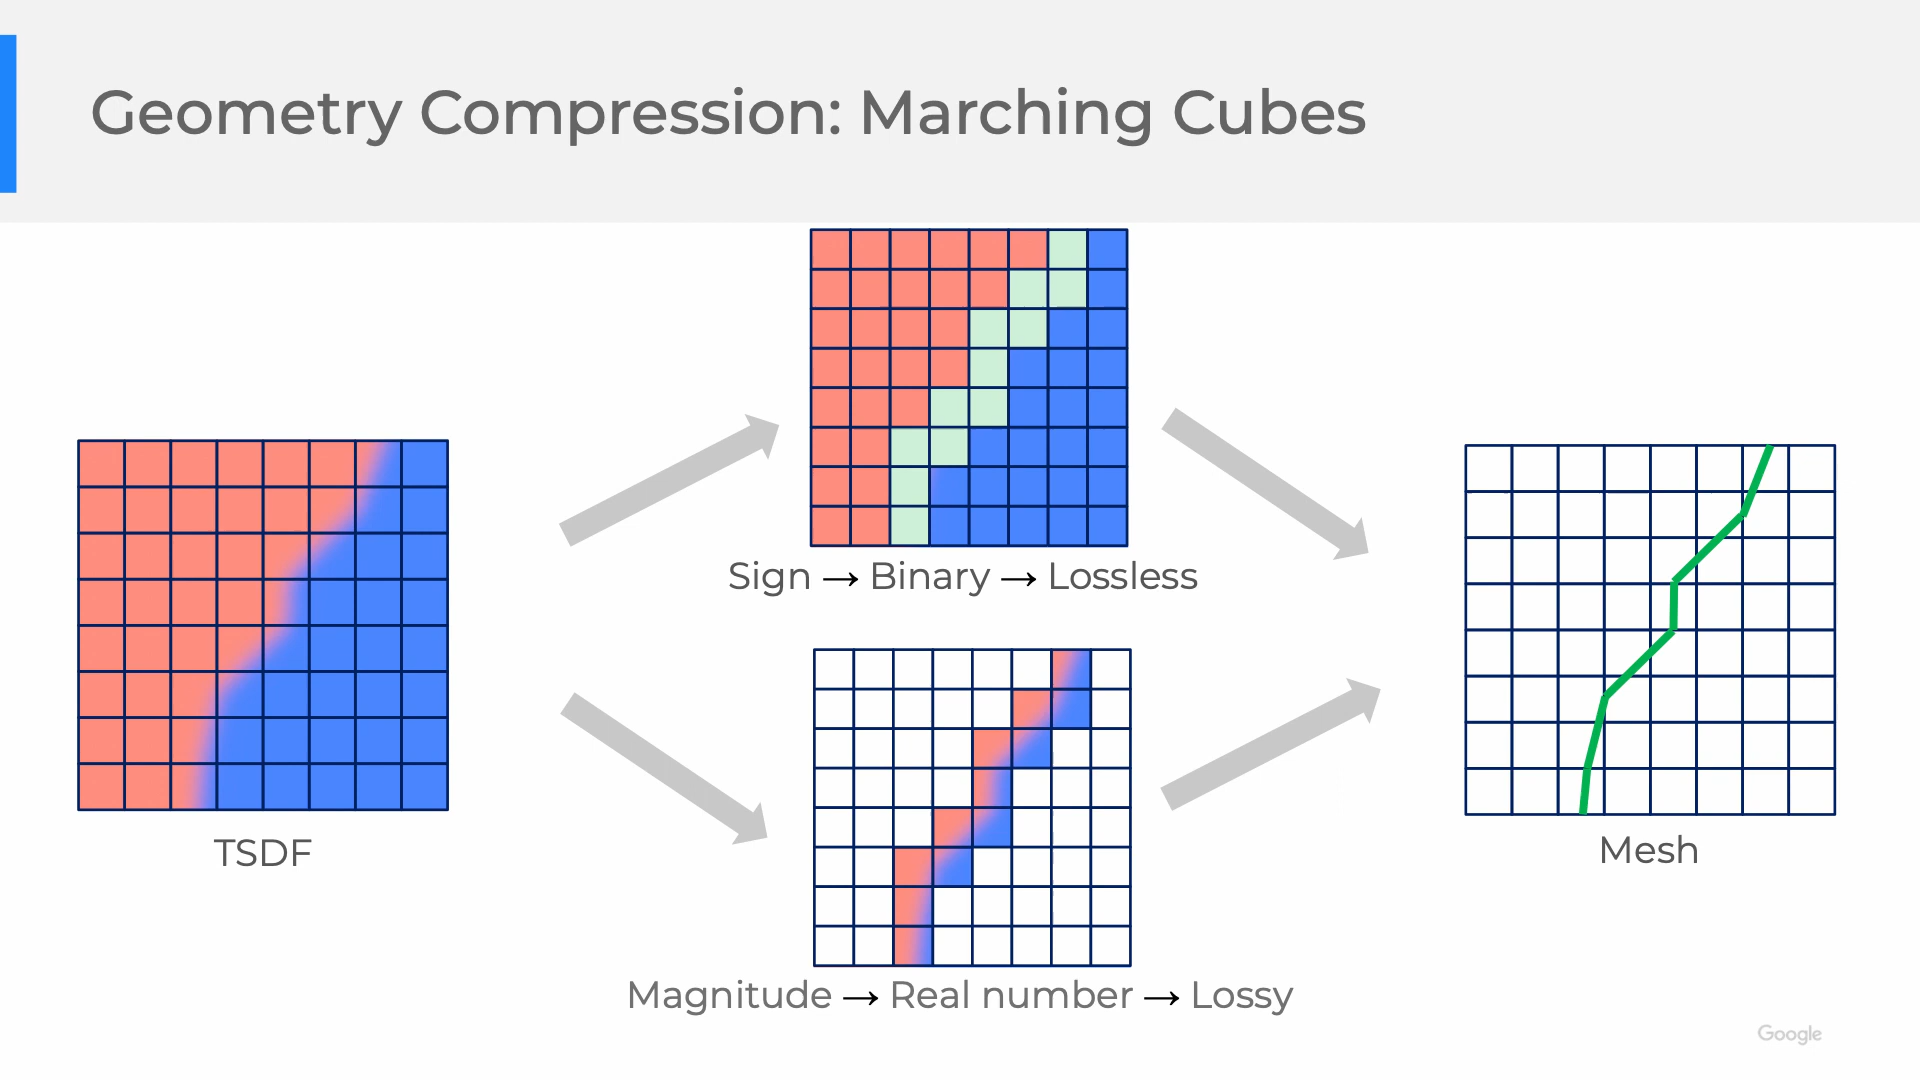 Geometry Compression: Marching Cubes
Sign → Binary → Lossless
TSDF
Mesh
Magnitude → Real number → Lossy
Google